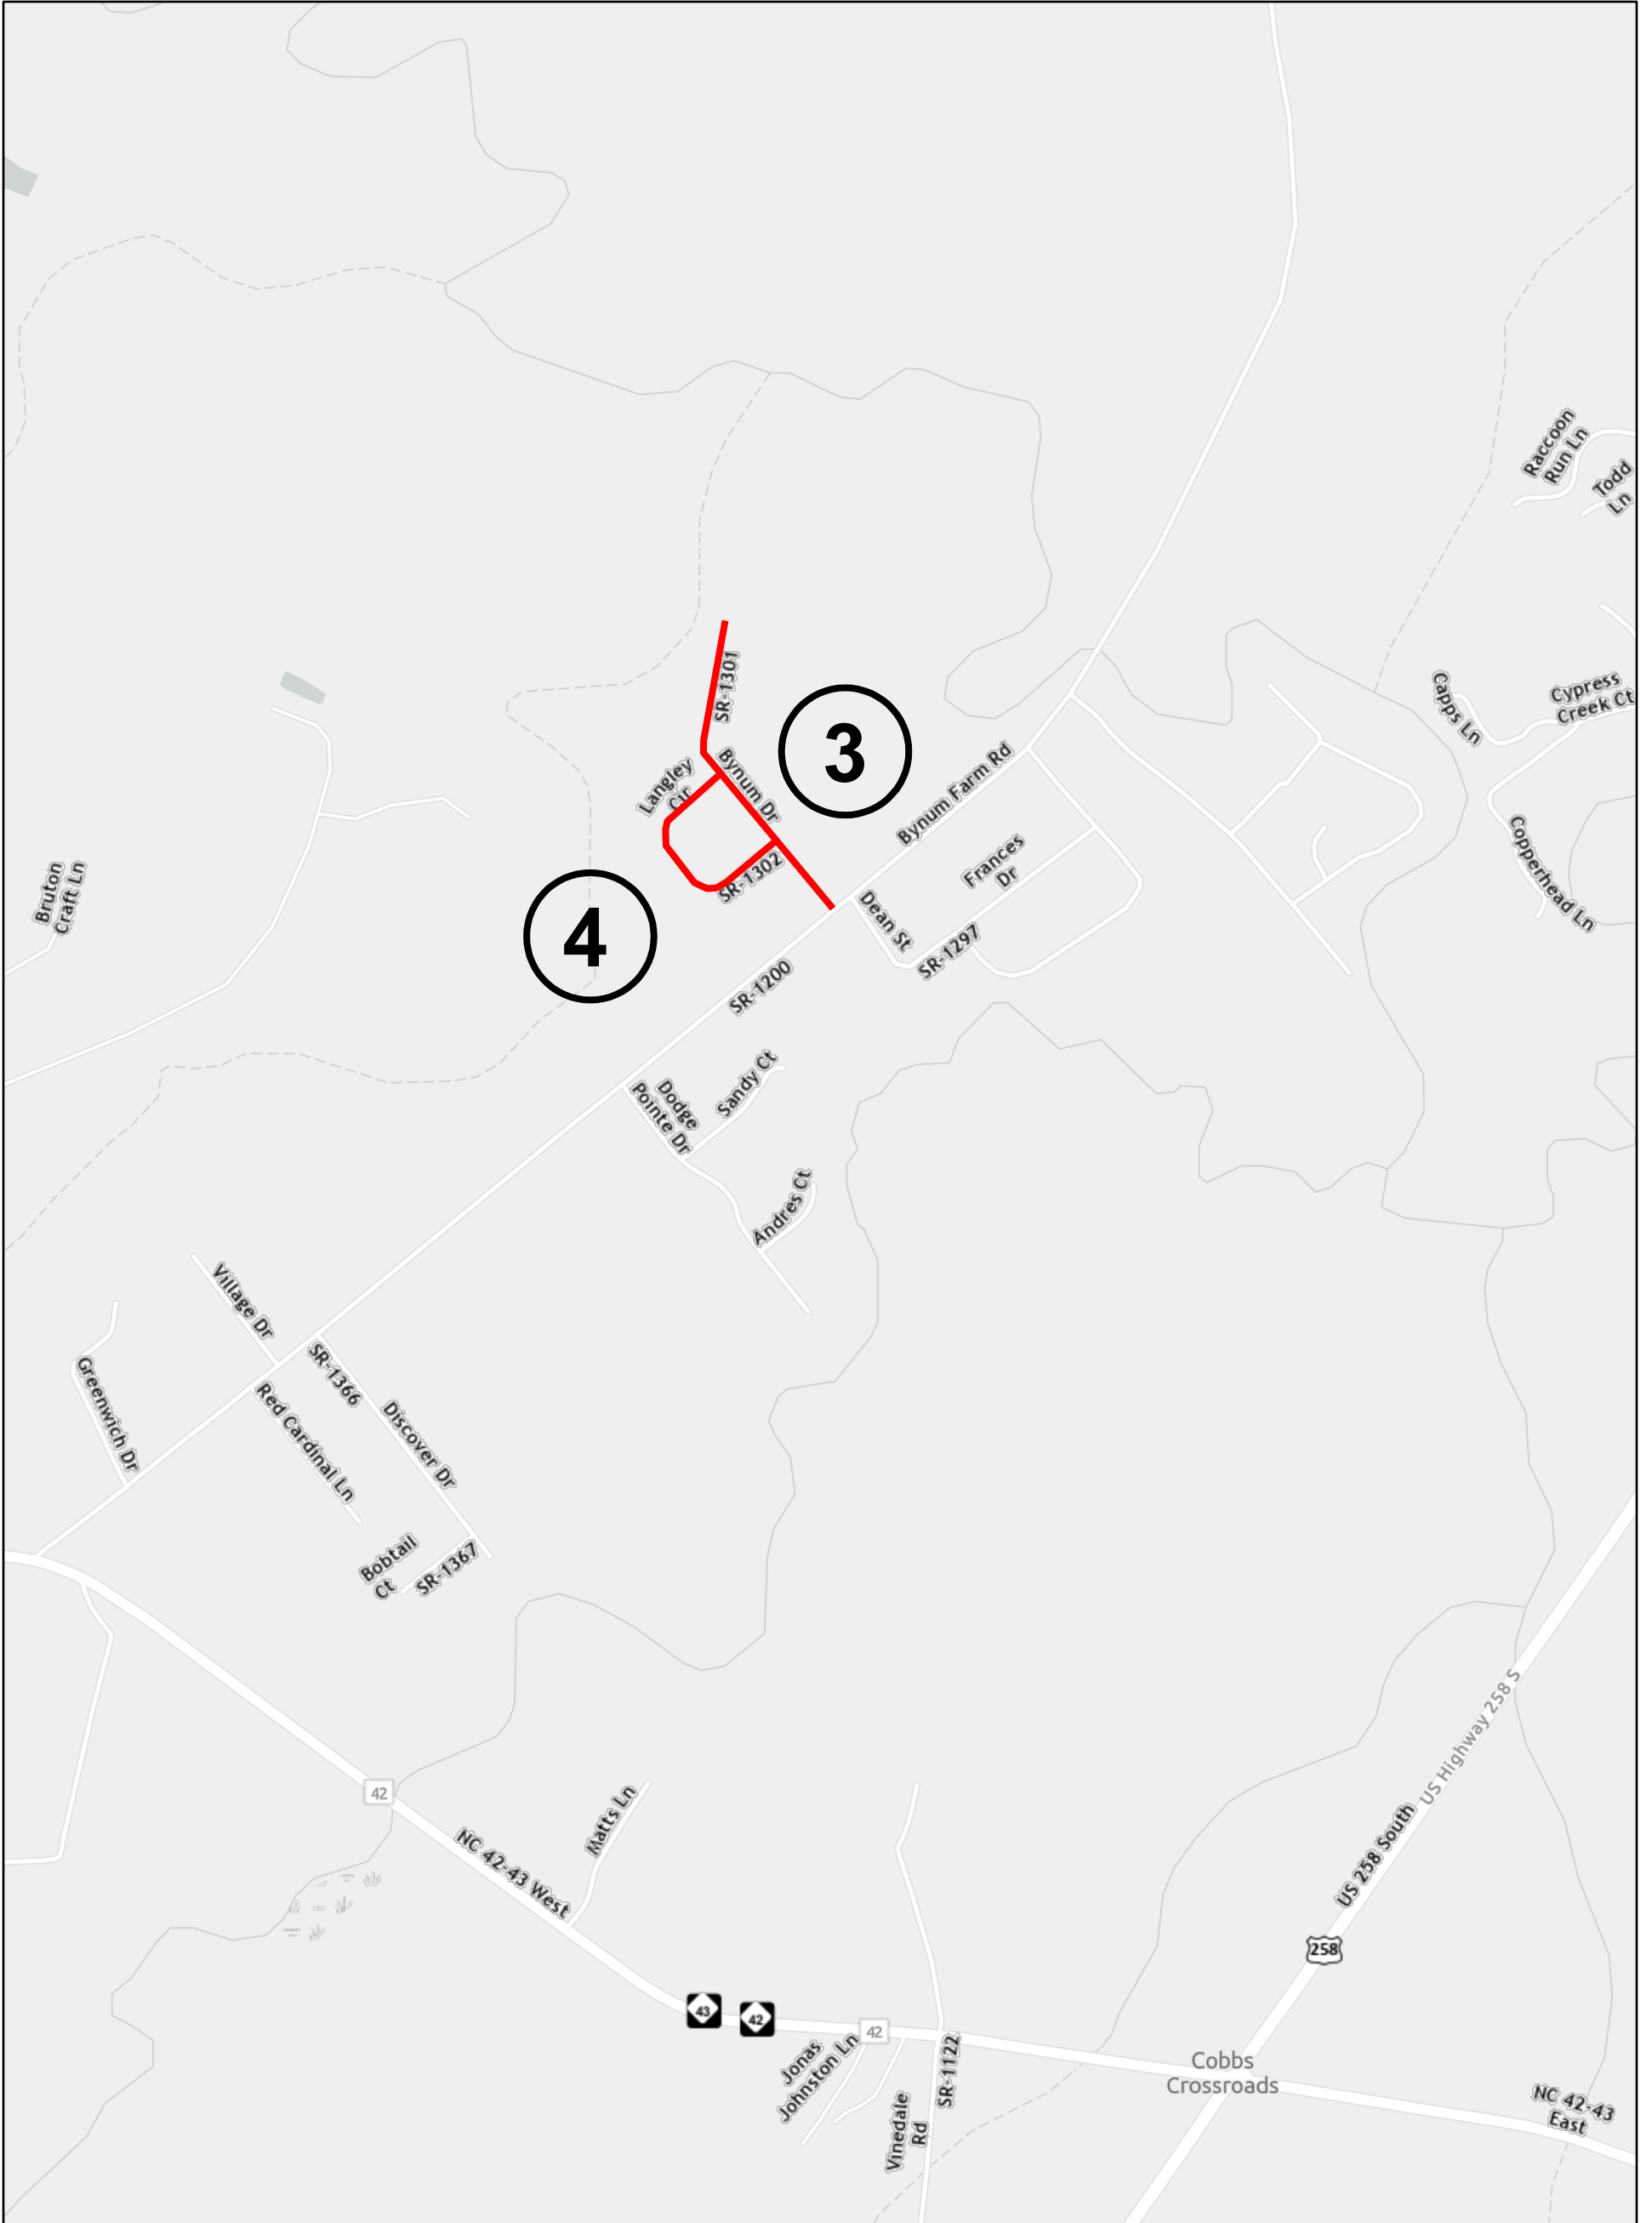 Raccoon
Run Ln
Todd
Ln
SR-1301
Capps Ln
Cypress
Creek Ct
3
Bynum Dr
Langley
Cir
Bynum Farm Rd
SR-1302
Frances
Dr
Copperhead Ln
Bruton
Craft Ln
4
Dean St
SR-1297
SR-1200
Sandy Ct
Dodge
Pointe Dr
Andres Ct
Village Dr
SR-1366
Greenwich Dr
Red Cardinal Ln
Discover Dr
Bobtail
Ct
SR-1367
US Highway 258 S
42
Matts Ln
NC 42-43 West
US 258 South
258
43
42
42
Jonas
Johnston Ln
SR-1122
Vinedale
Rd
Cobbs
Crossroads
NC 42-43
East